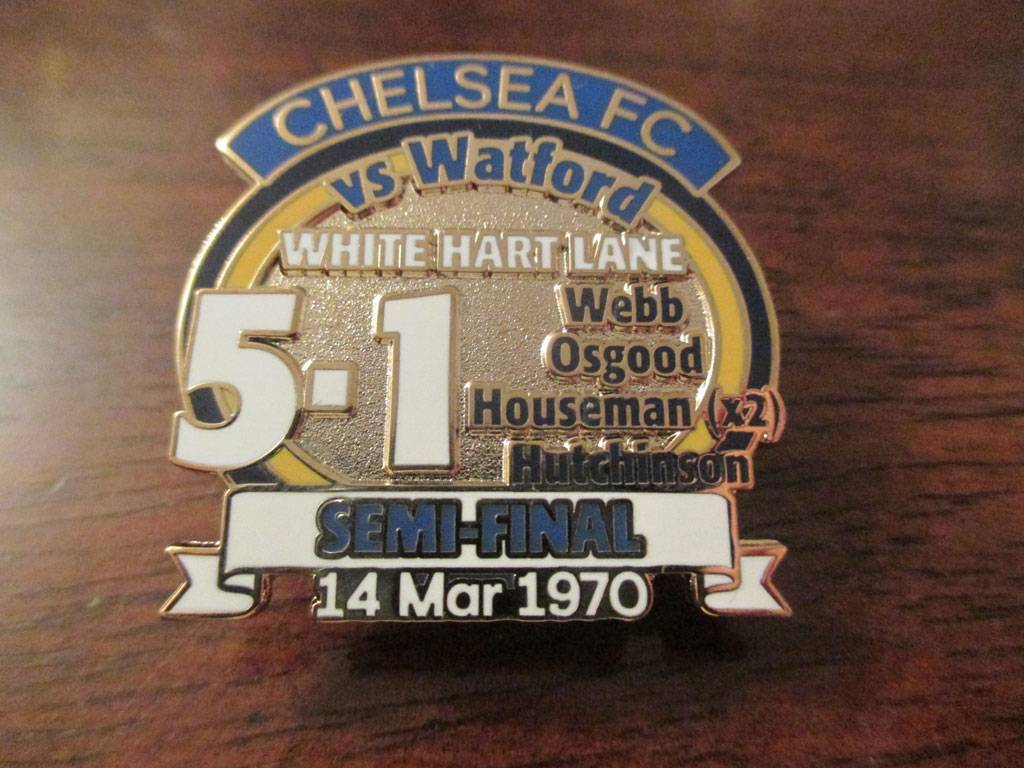 CHELSEA FC
vs Watford
WHITE HART LANE
5-1
Webb
Osgood
Houseman (x2)
Hutchinson
SEMI-FINAL
14 Mar 1970